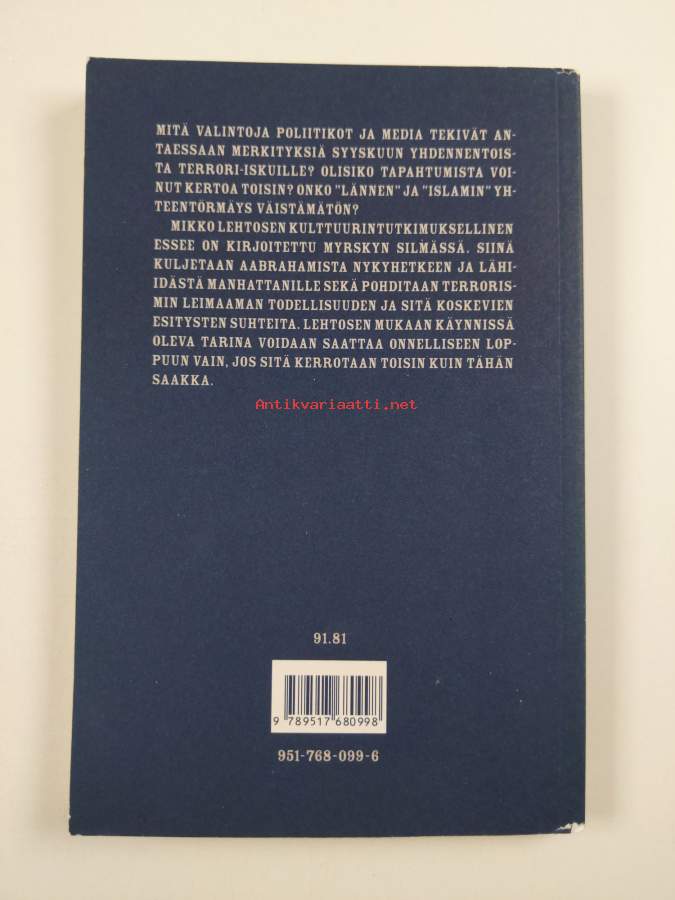 MITÄ VALINTOJA POLIITIKOT JA MEDIA TEKIVÄT AN-
TAESSAAN MERKITYKSIÄ SYYSKUUN YHDENNENTOIS-
TA TERRORI-ISKUILLE? OLISIKO TAPAHTUMISTA VOI-
NUT KERTOA TOISIN? ONKO "LÄNNEN" JA "ISLAMIN" YH-
TEENTÖRMÄYS VÄISTÄMÄTÖN?
MIKKO LEHTOSEN KULTTUURINTUTKIMUKSELLINEN
ESSEE ON KIRJOITETTU MYRSKYN SILMÄSSÄ. SIINÄ
KULJETAAN AABRAHAMISTA NYKYHETKEEN JA LÄHI-
IDÄSTÄ MANHATTANILLE SEKÄ POHDITAAN TERRORIS-
MIN LEIMAAMAN TODELLISUUDEN JA SITÄ KOSKEVIEN
ESITYSTEN SUHTEITA. LEHTOSEN MUKAAN KÄYNNISSÄ
OLEVA TARINA VOIDAAN SAATTAA ONNELLISEEN LOP-
PUUN VAIN, JOS SITÄ KERROTAAN TOISIN KUIN TÄHÄN
SAAKKA.
Antikvariaatti.net
91.81
9 789517 680998
951-768-099-6